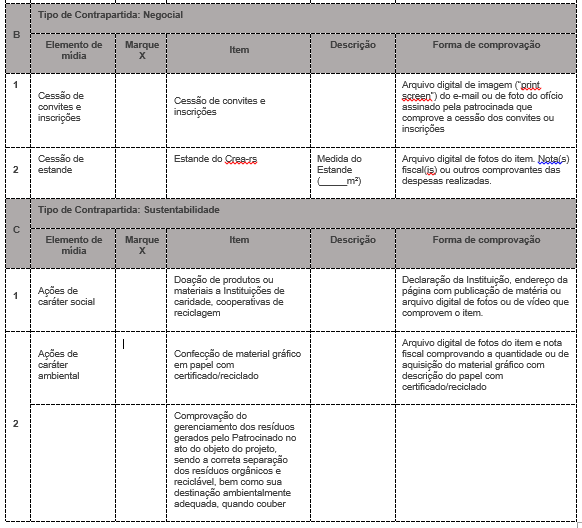 B
Tipo de Contrapartida: Negocial
Elemento de
mídia
Marque
X
Item
Descrição
Forma de comprovação
1
Cessão de
convites e
inscrições
Cessão de convites e
inscrições
Arquivo digital de imagem (“print
screen”) do e-mail ou de foto do ofício
assinado pela patrocinada que
comprove a cessão dos convites ou
inscrições
2
Cessão de
estande
Estande do Crea-rs
Medida do
Estande
(_____m²)
Arquivo digital de fotos do item. Nota(s)
fiscal(is) ou outros comprovantes das
despesas realizadas.
C
Tipo de Contrapartida: Sustentabilidade
Elemento de
mídia
Marque
X
Item
Descrição
Forma de comprovação
1
Ações de
caráter social
Doação de produtos ou
materiais a Instituições de
caridade, cooperativas de
reciclagem
Declaração da Instituição, endereço da
página com publicação de matéria ou
arquivo digital de fotos ou de vídeo que
comprovem o item.
2
Ações de
caráter
ambiental
Confecção de material gráfico
em papel com
certificado/reciclado
Arquivo digital de fotos do item e nota
fiscal comprovando a quantidade ou de
aquisição do material gráfico com
descrição do papel com
certificado/reciclado
Comprovação do
gerenciamento dos resíduos
gerados pelo Patrocinado no
ato do objeto do projeto,
sendo a correta separação
dos resíduos orgânicos e
reciclável, bem como sua
destinação ambientalmente
adequada, quando couber